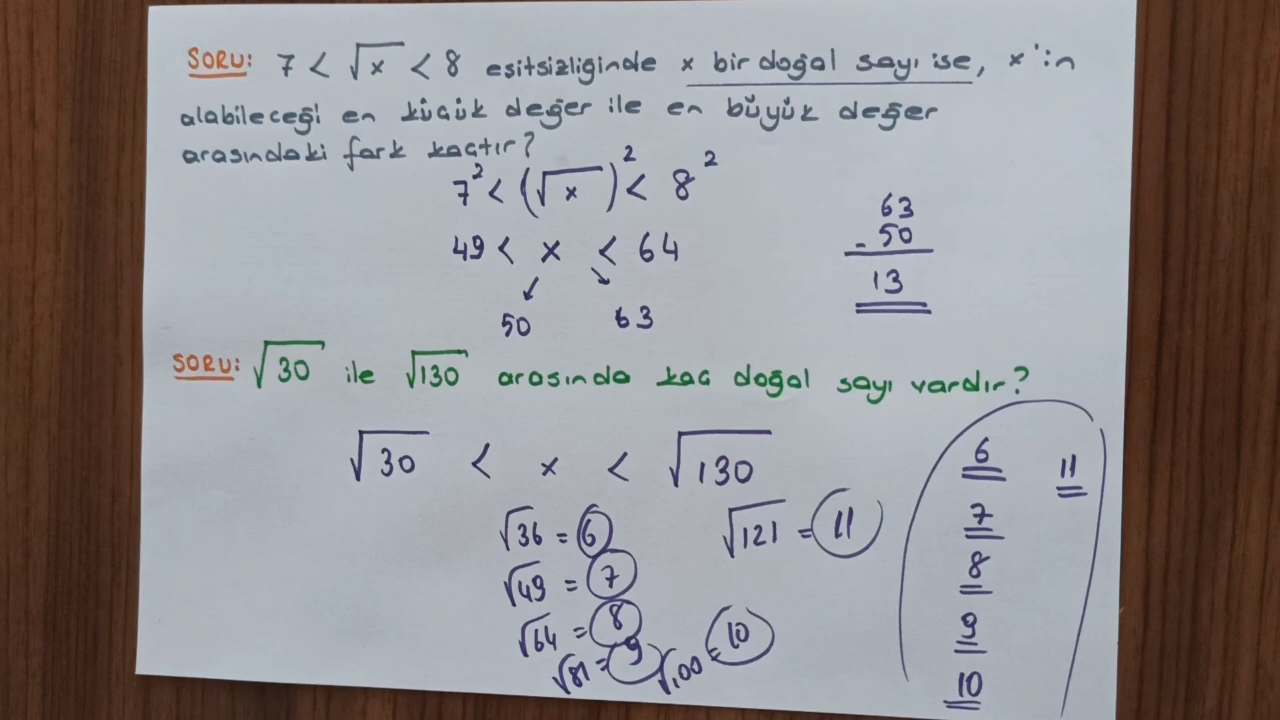 SORU: 7 < √x < 8 esitsizliginde x bir doğal sayı ise, x'in
alabileceği en küçük değer ile en büyük değer
arasındaki fark kaçtır?
7² < (√x)² < 8²
49 < x < 64
50 63
63
- 50
13
SORU: √30 ile √130 arasında kaç doğal sayı vardır?
√30 < x < √130
√36 = 6
√49 = 7
√64 = 8
√81 = 9
√100 = 10
√121 = 11
6
7
8
9
10
11